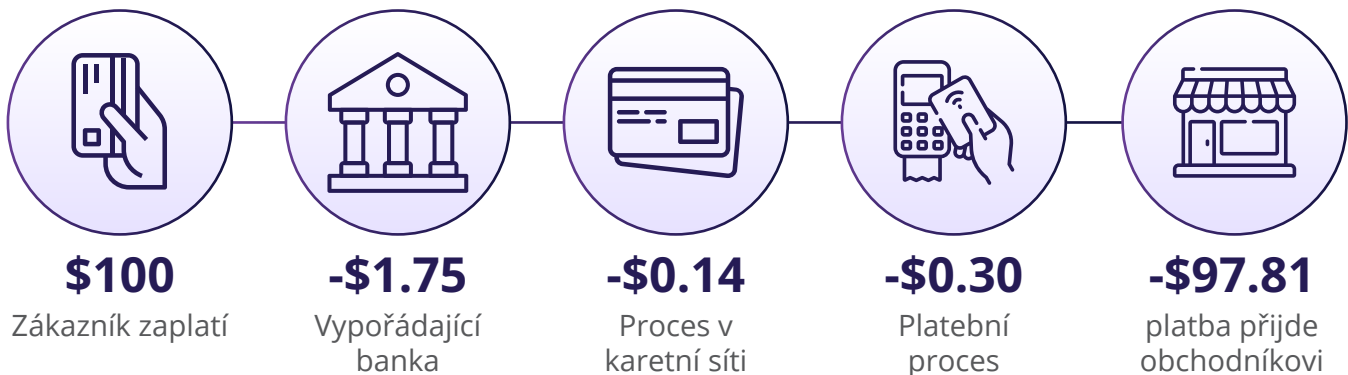 $100
Zákazník zaplatí
-$1.75
Vypořádající
banka
-$0.14
Proces v
karetní síti
-$0.30
Platební
proces
-$97.81
platba přijde
obchodníkovi